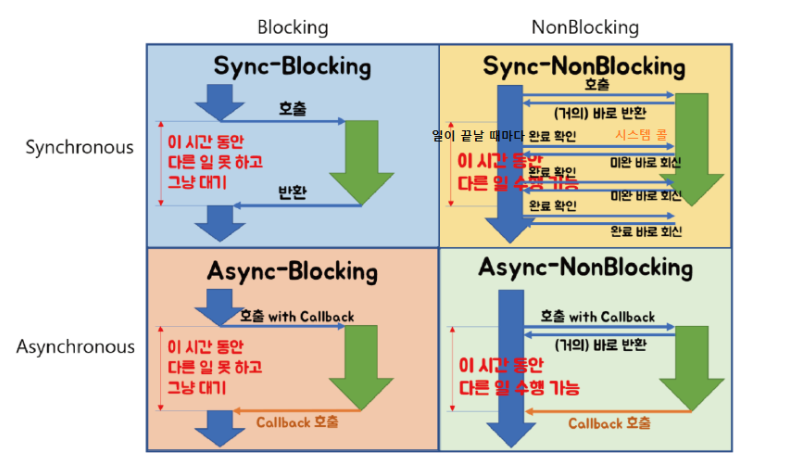 Blocking
NonBlocking
Synchronous
Sync-Blocking
호출
이 시간 동안
다른 일 못 하고
그냥 대기
반환
Sync-NonBlocking
호출
(거의) 바로 반환
일이 끝날 때마다 완료 확인
시스템 콜
이 시간 동안
다른 일 수행 가능
미완 바로 회신
완료 확인
미완 바로 회신
완료 확인
완료 바로 회신
Asynchronous
Async-Blocking
호출 with Callback
이 시간 동안
다른 일 못 하고
그냥 대기
Callback 호출
Async-NonBlocking
호출 with Callback
(거의) 바로 반환
이 시간 동안
다른 일 수행 가능
Callback 호출